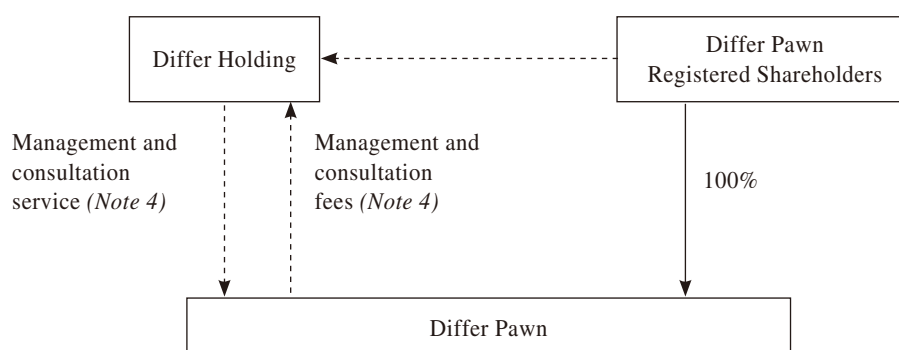 Differ Holding
Differ Pawn
Registered Shareholders
Management and
consultation
service (Note 4)
Management and
consultation
fees (Note 4)
100%
Differ Pawn